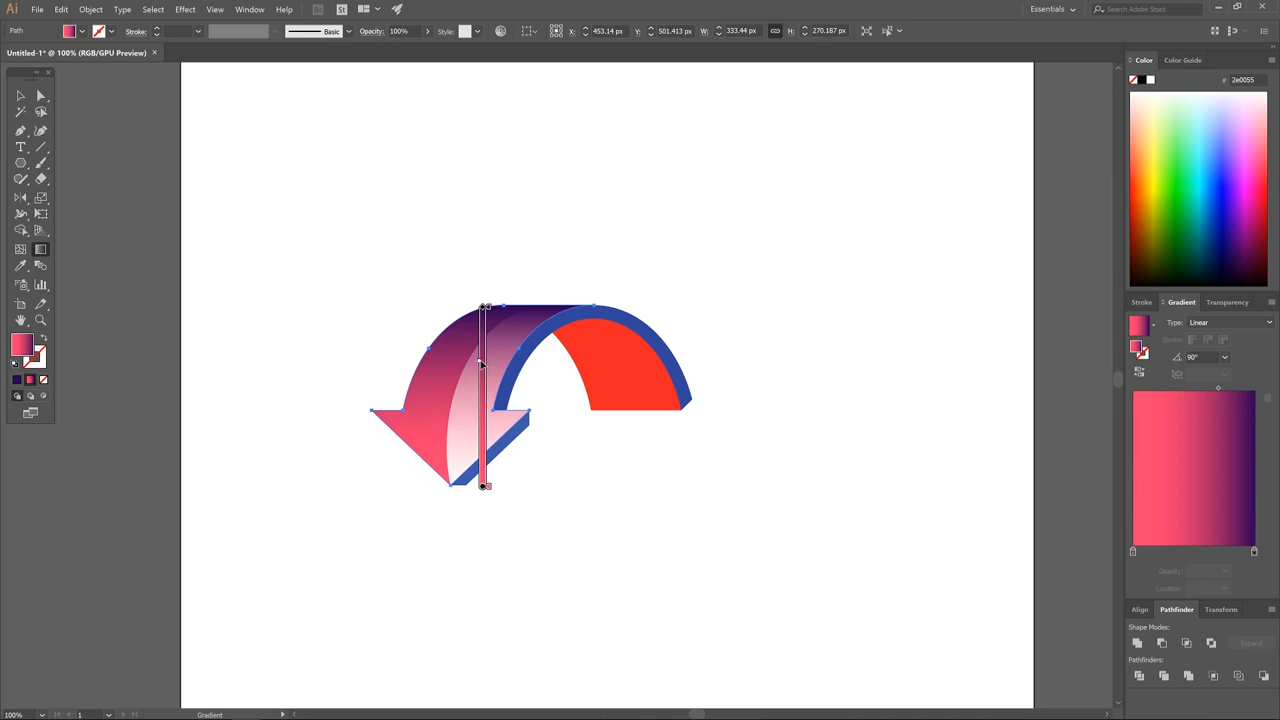 Ai File Edit Object Type Select Effect View Window Help Br St Essentials Search Adobe Stock
Path Stroke: Basic Opacity: 100% Style: X: 453.14 px Y: 501.413 px W: 333.44 px H: 270.187 px
Untitled-1* @ 100% (RGB/GPU Preview) ×
Color Color Guide
# 2e0055
Stroke Gradient Transparency
Type: Linear
Stroke:
90°
Opacity:
Location:
Align Pathfinder Transform
Shape Modes:
Expand
Pathfinders:
100% 1 Gradient